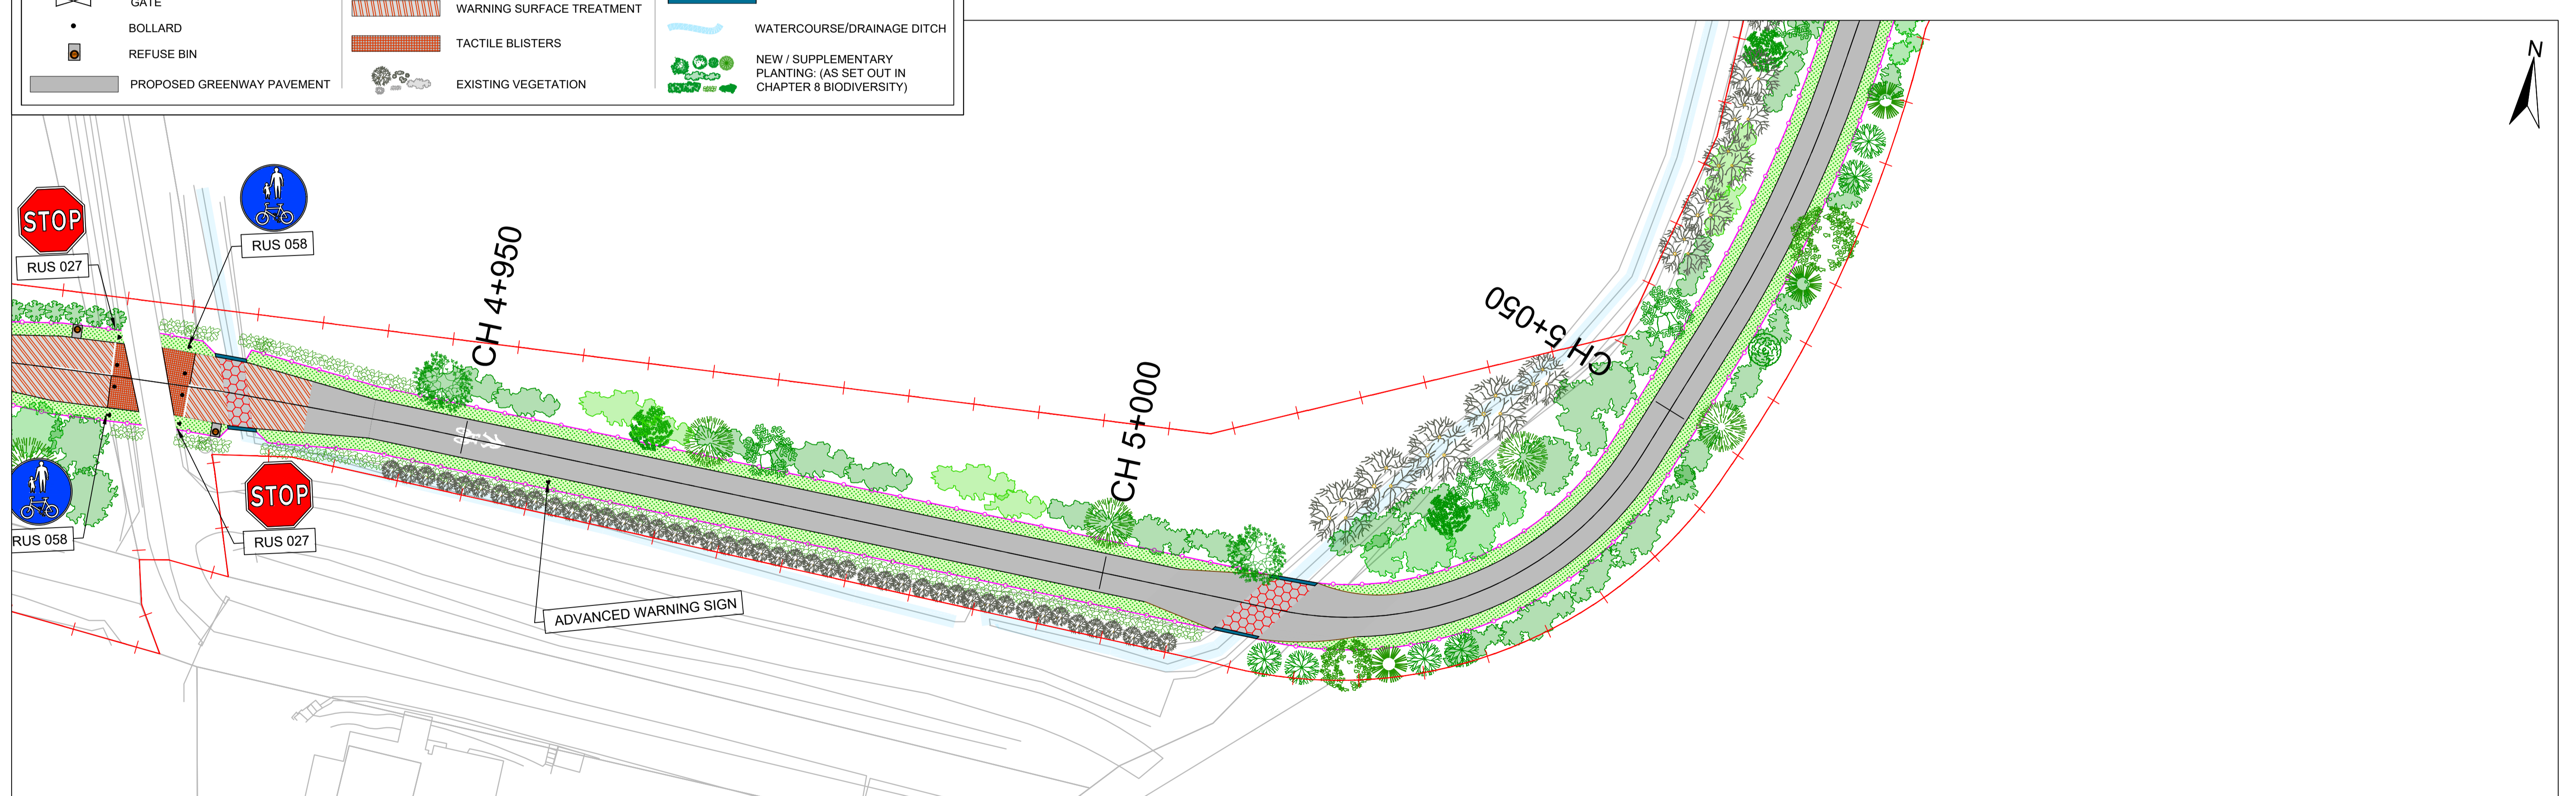 GATE
BOLLARD
REFUSE BIN
PROPOSED GREENWAY PAVEMENT
WARNING SURFACE TREATMENT
TACTILE BLISTERS
EXISTING VEGETATION
WATERCOURSE/DRAINAGE DITCH
NEW / SUPPLEMENTARY
PLANTING: (AS SET OUT IN
CHAPTER 8 BIODIVERSITY)
N
STOP
RUS 027
RUS 058
CH 4+950
CH 5+000
CH 5+050
RUS 058
STOP
RUS 027
ADVANCED WARNING SIGN